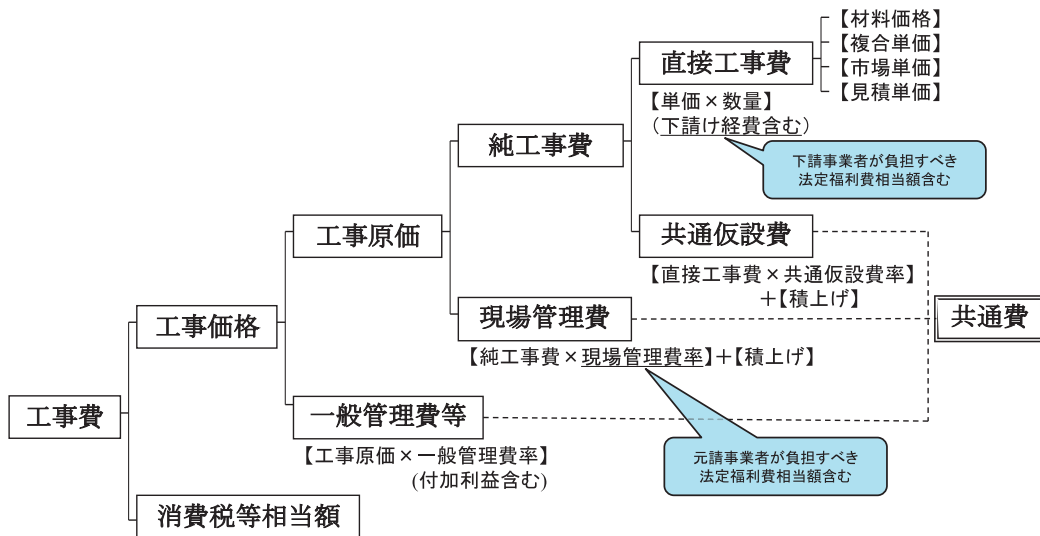 【材料価格】
【複合単価】
【市場単価】
【見積単価】
直接工事費
【単価×数量】
(下請け経費含む)
下請事業者が負担すべき
法定福利費相当額含む
純工事費
工事原価
共通仮設費
【直接工事費×共通仮設費率】
+【積上げ】
工事価格
現場管理費
共通費
【純工事費×現場管理費率】+【積上げ】
工事費
一般管理費等
【工事原価×一般管理費率】
(付加利益含む)
元請事業者が負担すべき
法定福利費相当額含む
消費税等相当額